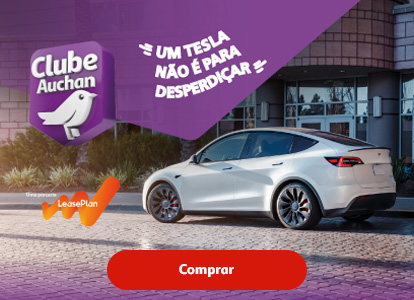 Clube
Auchan
UM TESLA
NÃO É PARA
DESPERDIÇAR
LeasePlan
Comprar